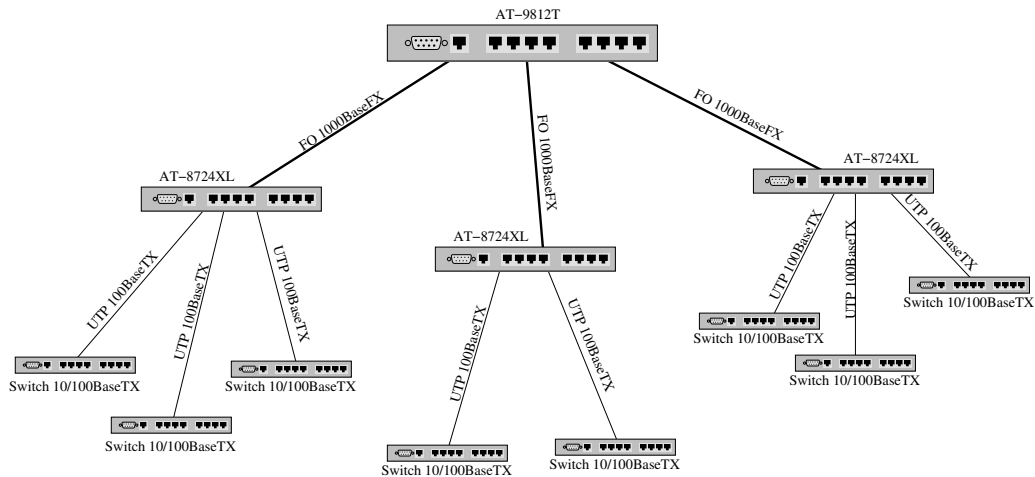 AT-9812T
FO 1000BaseFX
FO 1000BaseFX
FO 1000BaseFX
AT-8724XL
AT-8724XL
AT-8724XL
UTP 100BaseTX
UTP 100BaseTX
UTP 100BaseTX
UTP 100BaseTX
UTP 100BaseTX
UTP 100BaseTX
UTP 100BaseTX
UTP 100BaseTX
Switch 10/100BaseTX
Switch 10/100BaseTX
Switch 10/100BaseTX
Switch 10/100BaseTX
Switch 10/100BaseTX
Switch 10/100BaseTX
Switch 10/100BaseTX
Switch 10/100BaseTX